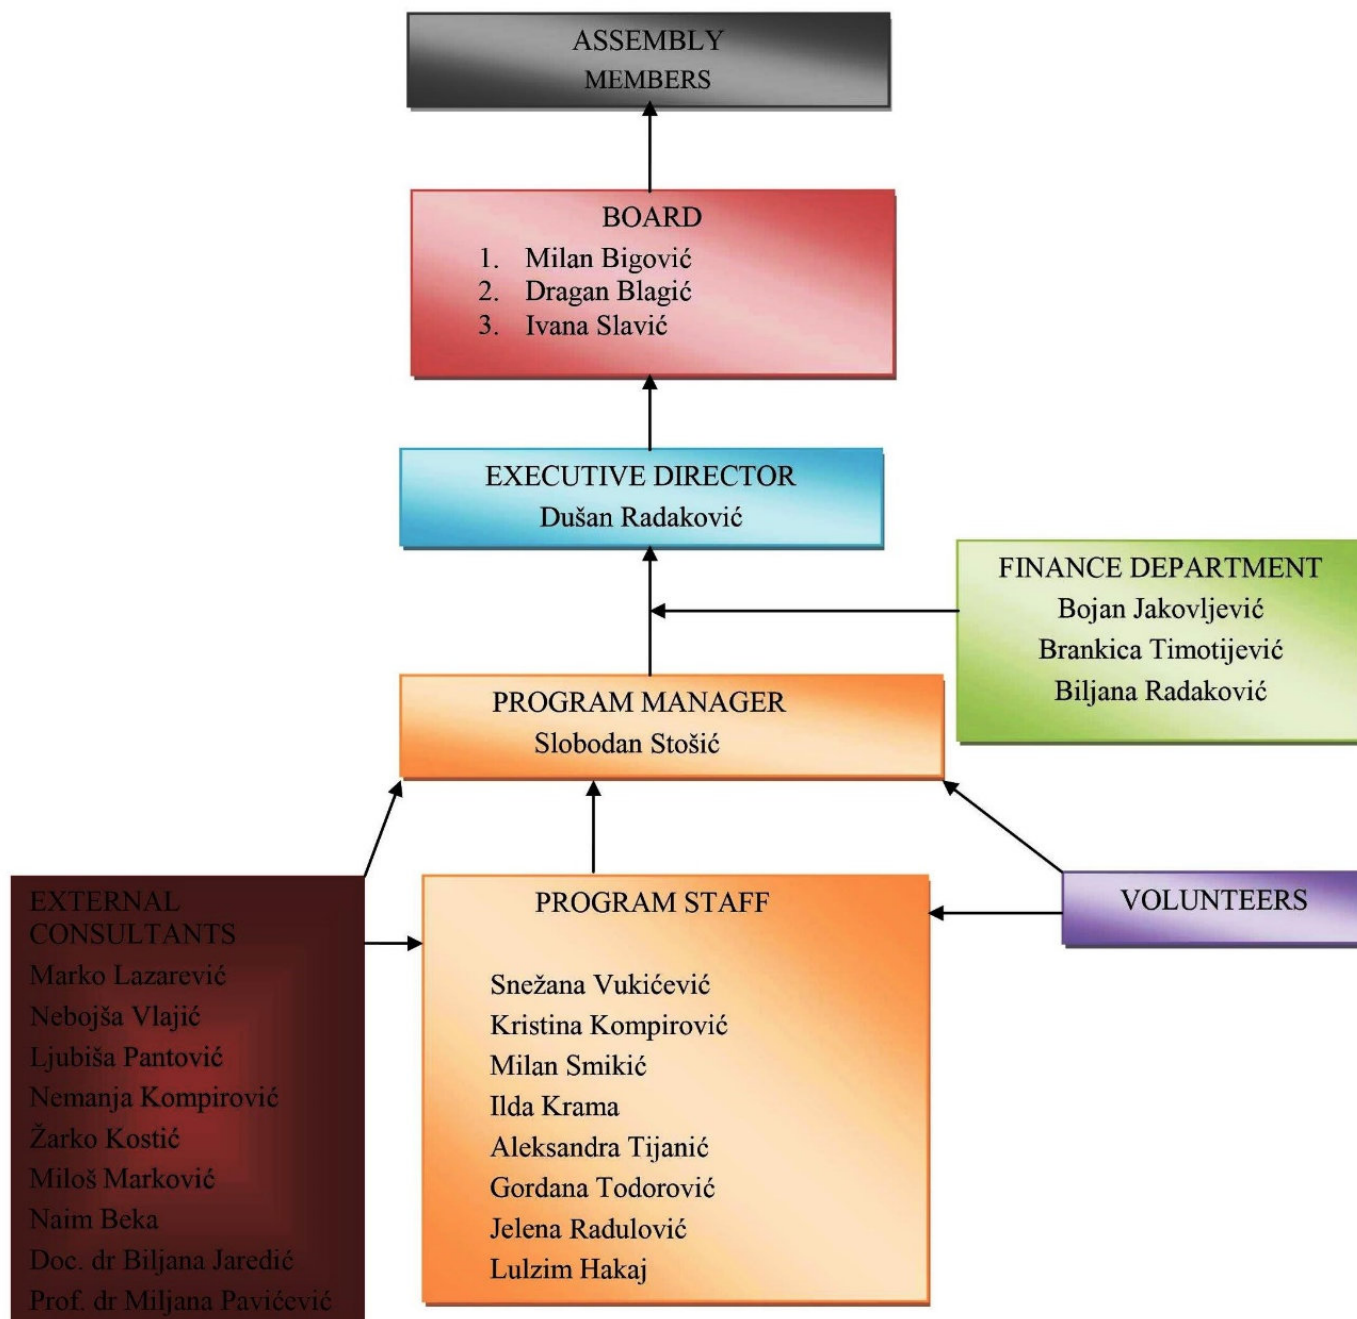 ASSEMBLY
MEMBERS
BOARD
1. Milan Bigović
2. Dragan Blagić
3. Ivana Slavić
EXECUTIVE DIRECTOR
Dušan Radaković
FINANCE DEPARTMENT
Bojan Jakovljević
Brankica Timotijević
Biljana Radaković
PROGRAM MANAGER
Slobodan Stošić
EXTERNAL
CONSULTANTS
Marko Lazarević
Nebojša Vlajić
Ljubiša Pantović
Nemanja Kompirović
Žarko Kostić
Miloš Marković
Naim Beka
Doc. dr Biljana Jaredić
Prof. dr Miljana Pavićević
PROGRAM STAFF
Snežana Vukićević
Kristina Kompirović
Milan Smikić
Ilda Krama
Aleksandra Tijanić
Gordana Todorović
Jelena Radulović
Lulzim Hakaj
VOLUNTEERS